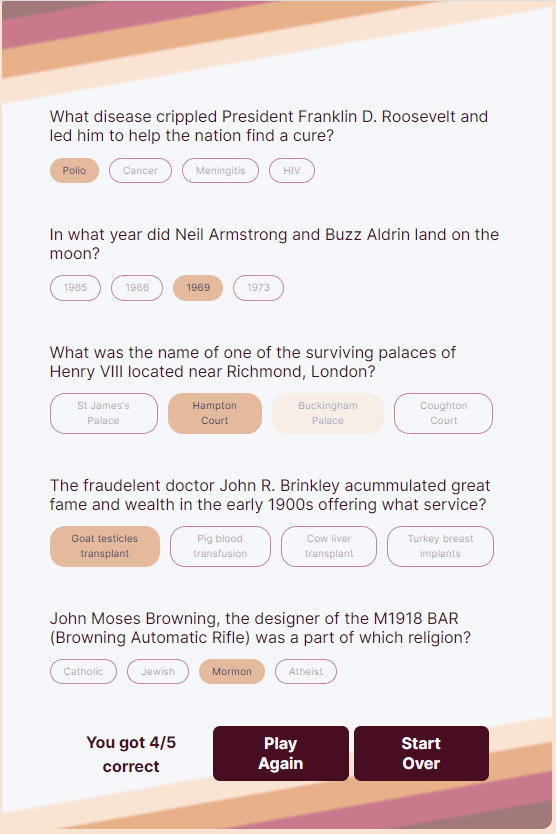 What disease crippled President Franklin D. Roosevelt and
led him to help the nation find a cure?
Polio Cancer Meningitis HIV
In what year did Neil Armstrong and Buzz Aldrin land on the
moon?
1965 1966 1969 1973
What was the name of one of the surviving palaces of
Henry VIII located near Richmond, London?
St James's Palace
Hampton Court
Buckingham Palace
Coughton Court
The fraudelent doctor John R. Brinkley acummulated great
fame and wealth in the early 1900s offering what service?
Goat testicles transplant
Pig blood transfusion
Cow liver transplant
Turkey breast implants
John Moses Browning, the designer of the M1918 BAR
(Browning Automatic Rifle) was a part of which religion?
Catholic Jewish Mormon Atheist
You got 4/5
correct
Play
Again
Start
Over